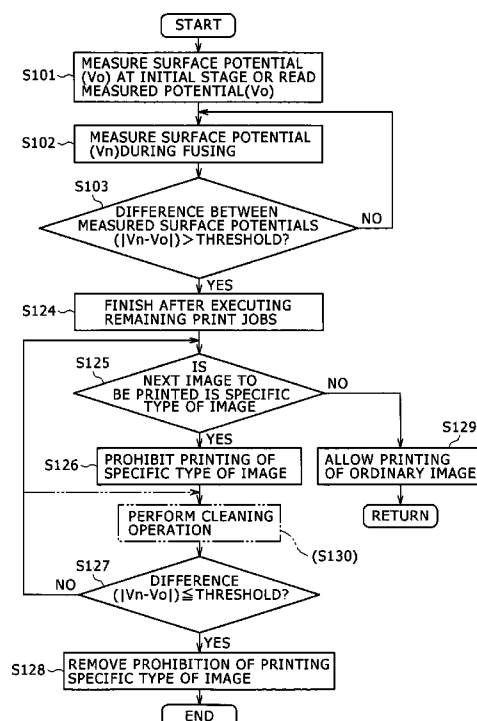 START
S101
MEASURE SURFACE POTENTIAL
(Vo) AT INITIAL STAGE OR READ
MEASURED POTENTIAL(Vo)
S102
MEASURE SURFACE POTENTIAL
(Vn)DURING FUSING
S103
DIFFERENCE BETWEEN
MEASURED SURFACE POTENTIALS
(|Vn-Vo|)>THRESHOLD?
NO
YES
S124
FINISH AFTER EXECUTING
REMAINING PRINT JOBS
S125
IS
NEXT IMAGE TO
BE PRINTED IS SPECIFIC
TYPE OF IMAGE
NO
YES
S126
PROHIBIT PRINTING OF
SPECIFIC TYPE OF IMAGE
S129
ALLOW PRINTING
OF ORDINARY IMAGE
RETURN
PERFORM CLEANING
OPERATION
(S130)
S127
DIFFERENCE
(|Vn-Vo|)≦THRESHOLD?
NO
YES
S128
REMOVE PROHIBITION OF PRINTING
SPECIFIC TYPE OF IMAGE
END